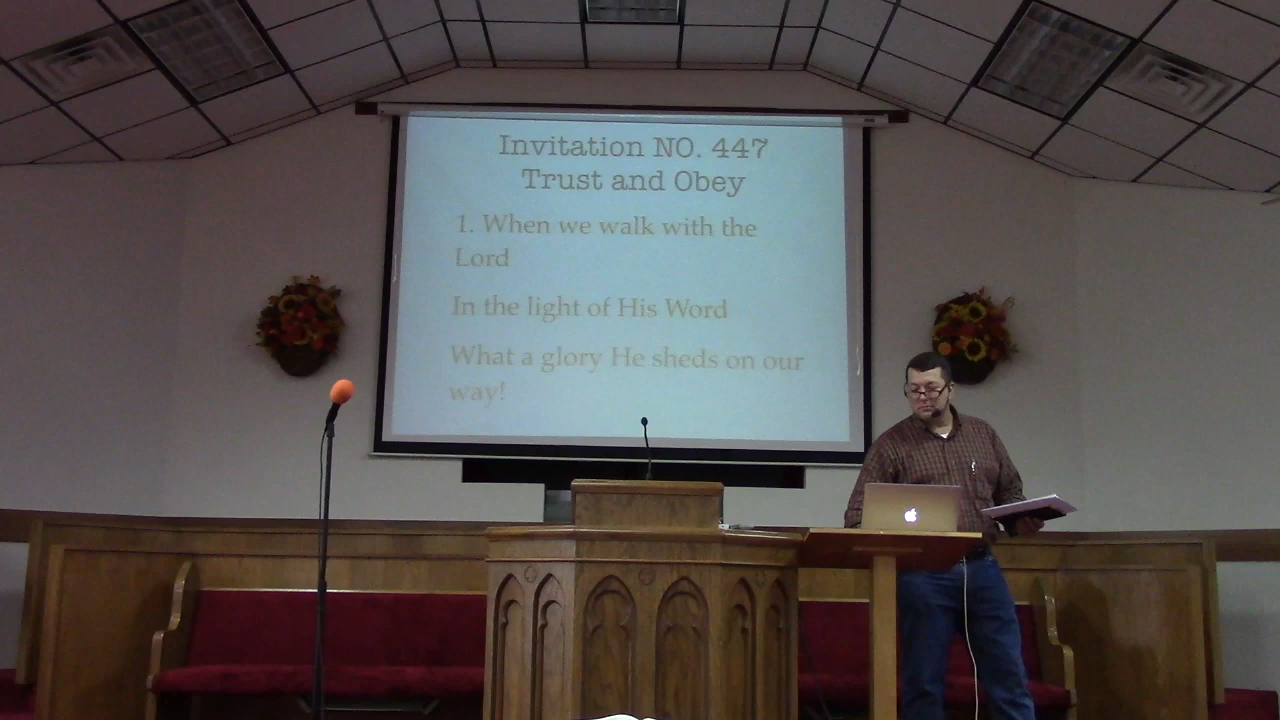 Invitation NO. 447
Trust and Obey
1. When we walk with the
Lord
In the light of His Word
What a glory He sheds on our
way!